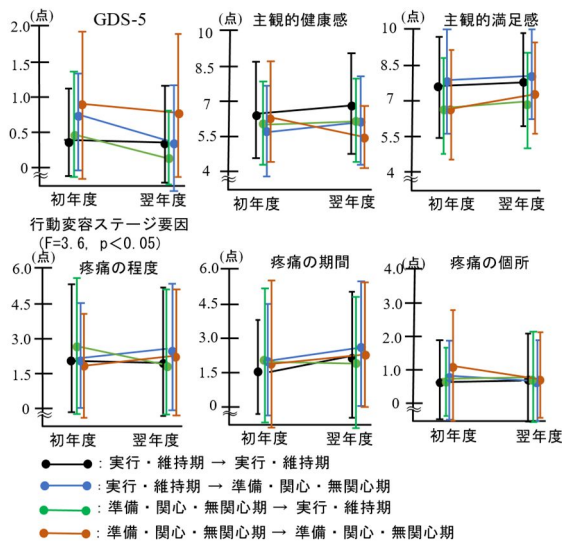 (点) GDS-5
2.0
1.5
1.0
0.5
0
初年度 翌年度
行動変容ステージ要因
(F=3.6, p<0.05)
(点) 主観的健康感
10
8.5
7
5.5
4
初年度 翌年度
(点) 主観的満足感
10
8.5
7
5.5
4
初年度 翌年度
(点) 疼痛の程度
6.0
4.5
3.0
1.5
0
初年度 翌年度
(点) 疼痛の期間
6.0
4.5
3.0
1.5
0
初年度 翌年度
(点) 疼痛の個所
4.0
3.0
2.0
1.0
0
初年度 翌年度
:実行・維持期 → 実行・維持期
:実行・維持期 → 準備・関心・無関心期
:準備・関心・無関心期 → 実行・維持期
:準備・関心・無関心期 → 準備・関心・無関心期